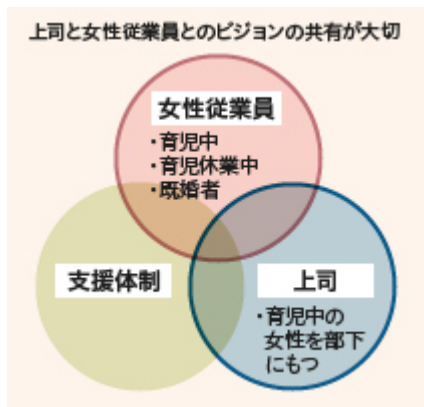 上司と女性従業員とのビジョンの共有が大切
女性従業員
・育児中
・育児休業中
・既婚者
支援体制
上司
・育児中の
女性を部下
にもつ